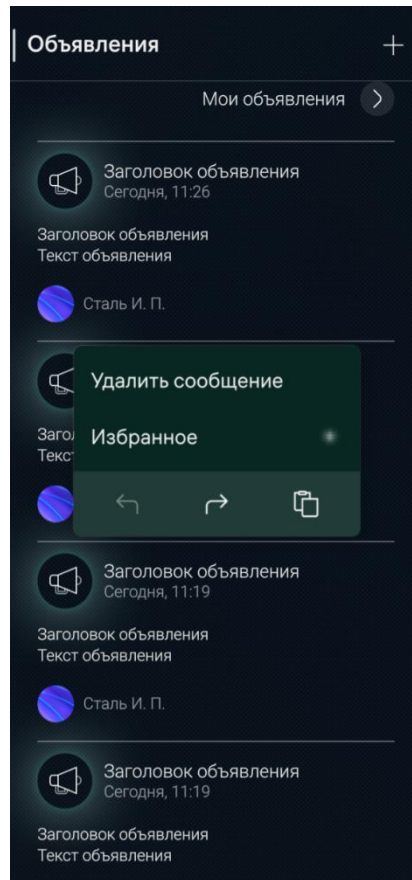 Объявления
Мои объявления
Заголовок объявления
Сегодня, 11:26
Заголовок объявления
Текст объявления
Сталь И. П.
Удалить сообщение
Избранное
Заголовок объявления
Сегодня, 11:19
Заголовок объявления
Текст объявления
Сталь И. П.
Заголовок объявления
Сегодня, 11:19
Заголовок объявления
Текст объявления